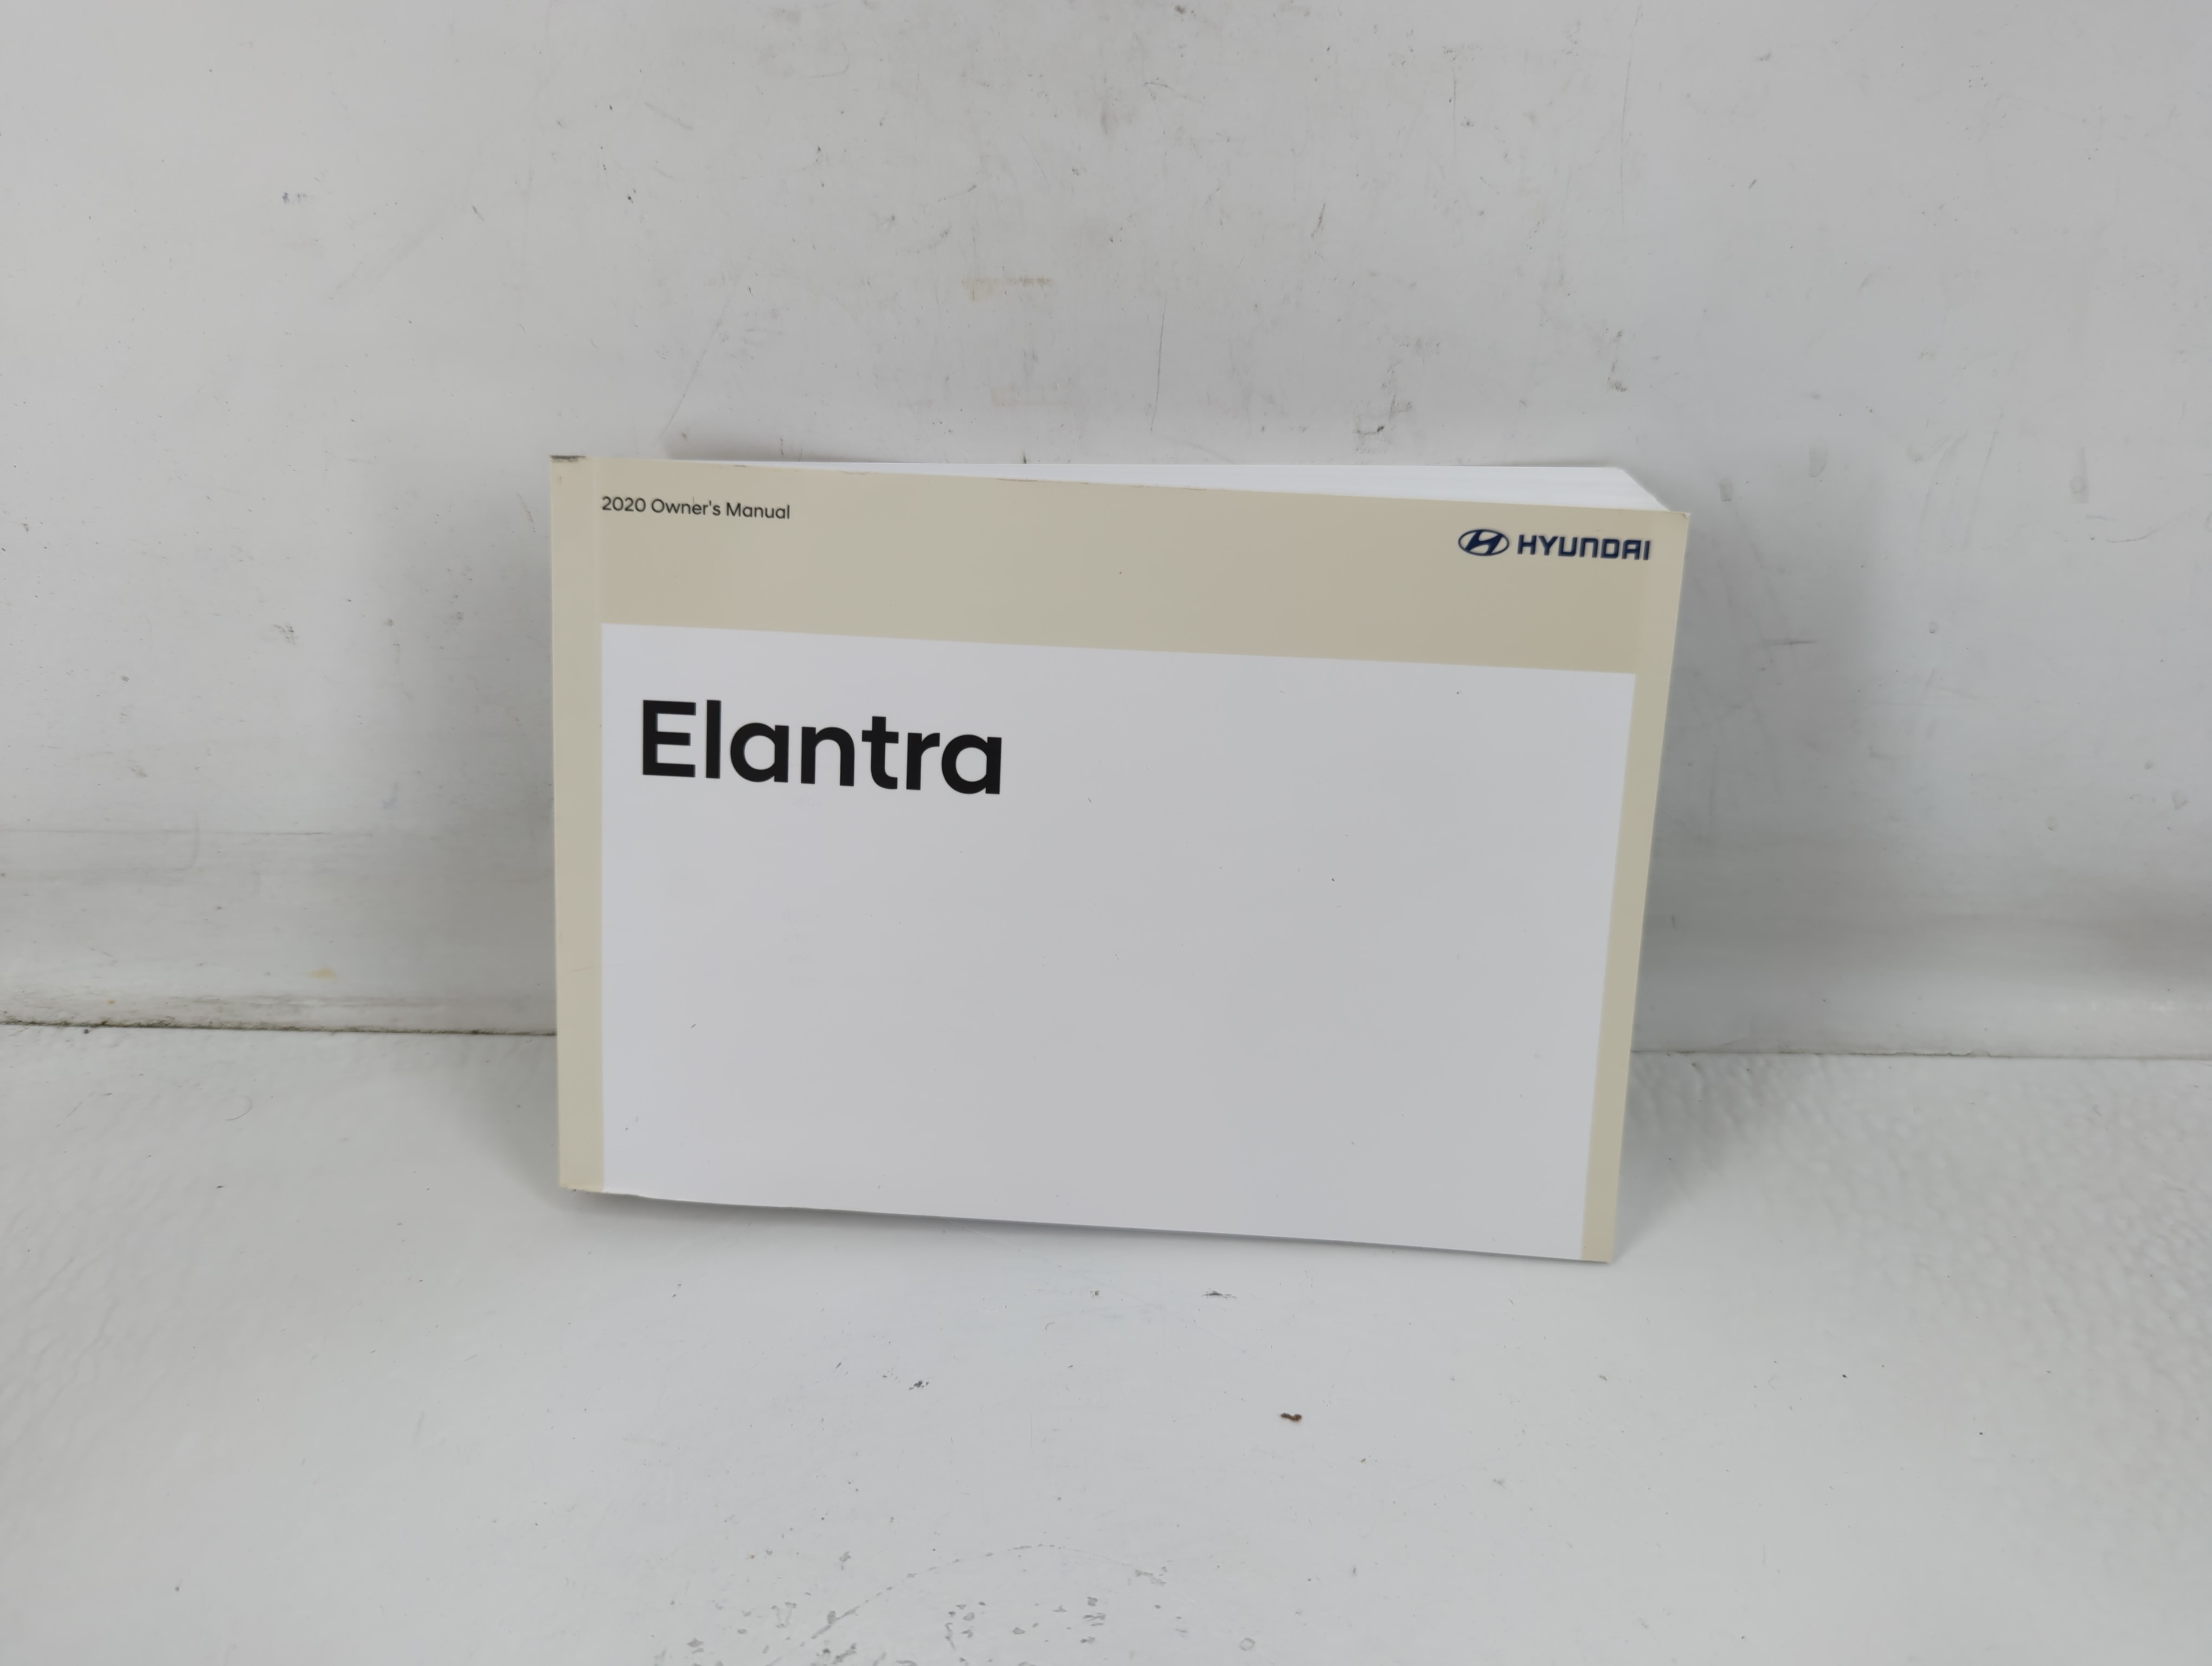 2020 Owner's Manual
HYUNDAI
Elantra